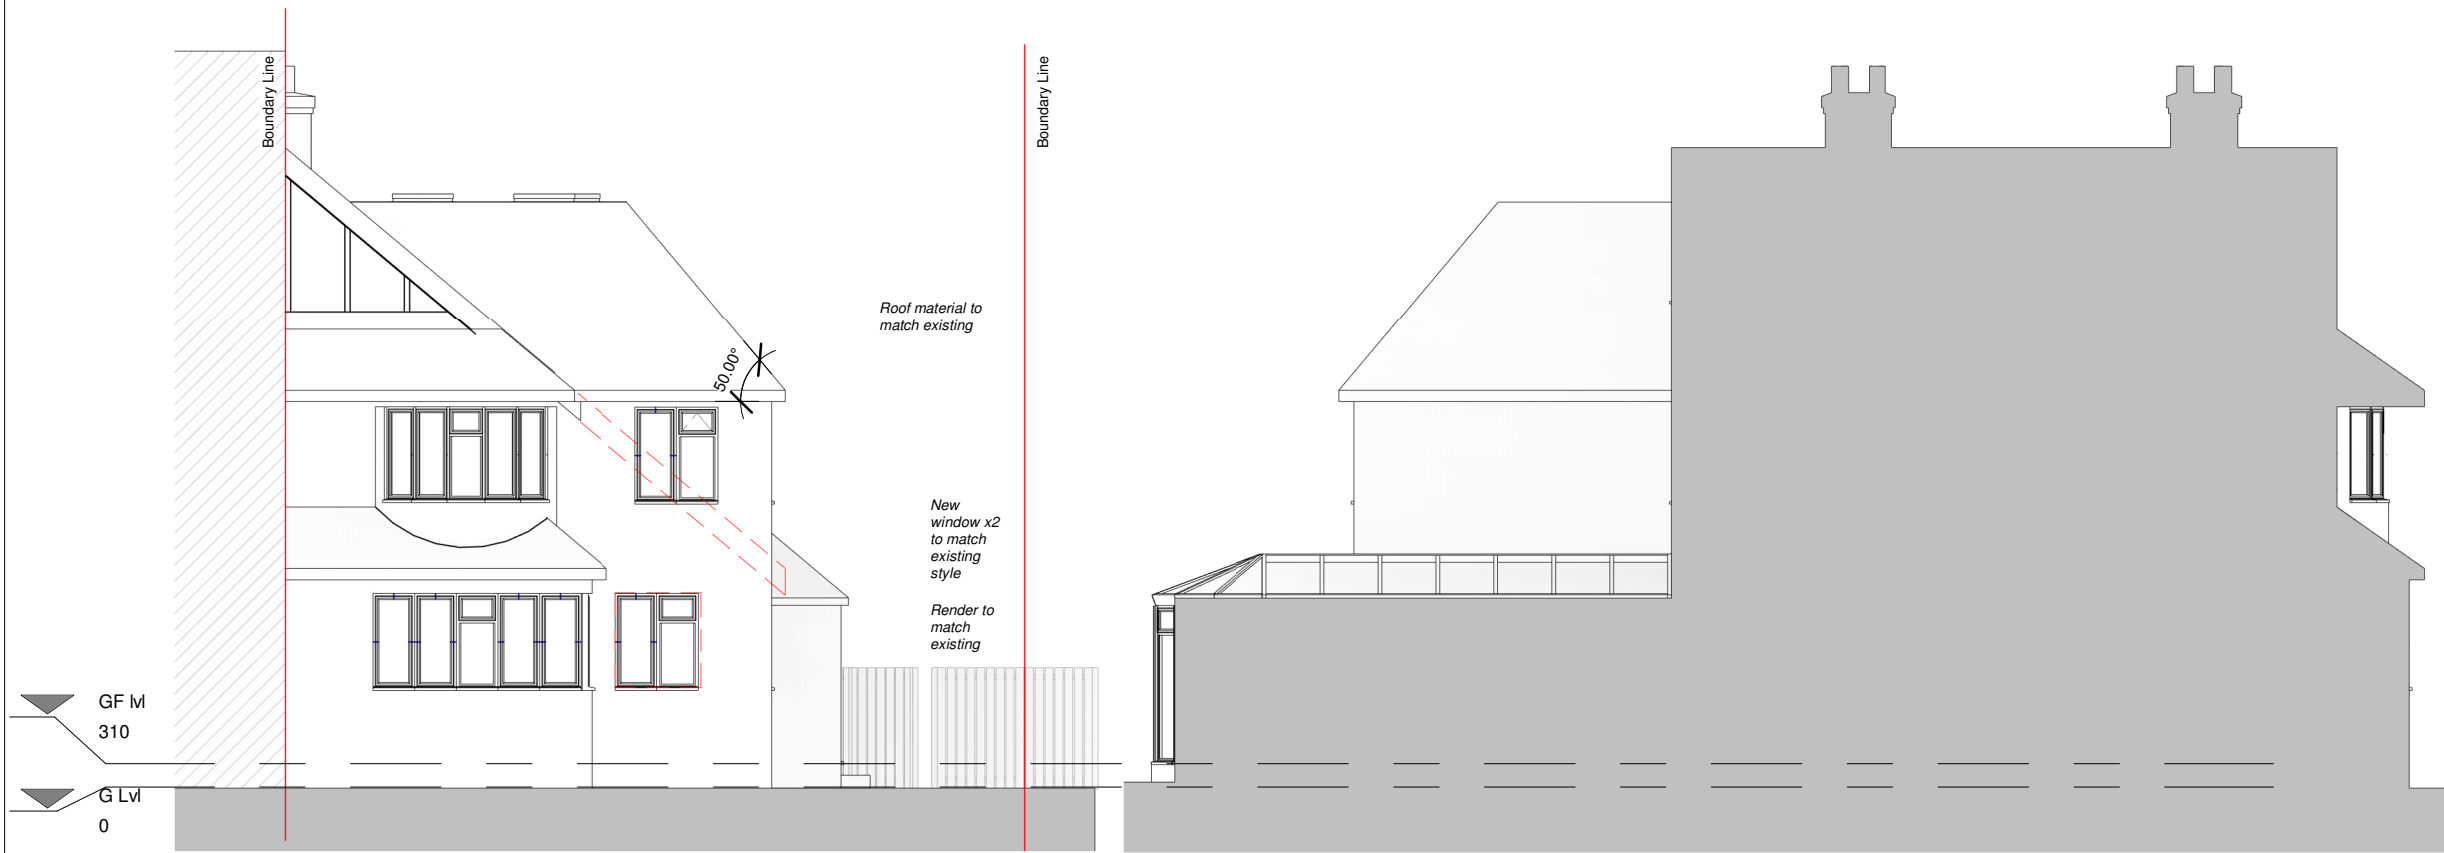 Boundary Line
Boundary Line
Roof material to
match existing
50.00°
New
window x2
to match
existing
style
Render to
match
existing
GF lvl
310
G Lvl
0